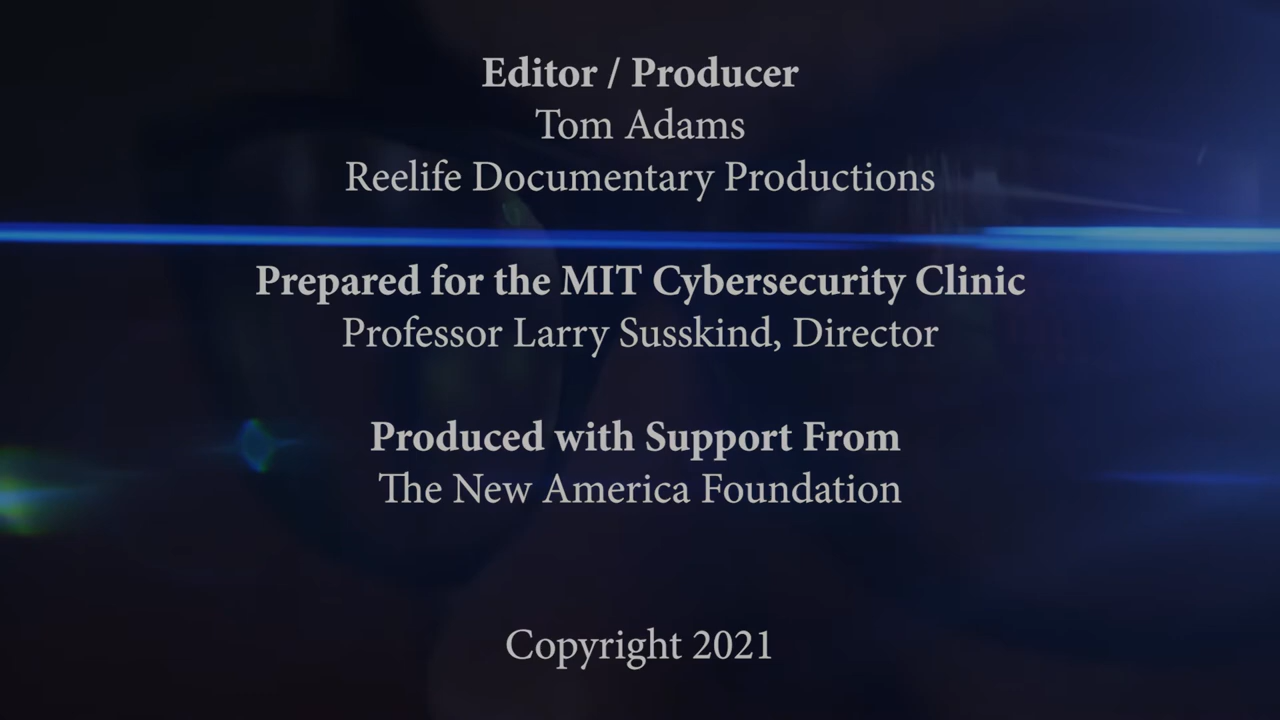 Editor / Producer
Tom Adams
Reelife Documentary Productions
Prepared for the MIT Cybersecurity Clinic
Professor Larry Susskind, Director
Produced with Support From
The New America Foundation
Copyright 2021